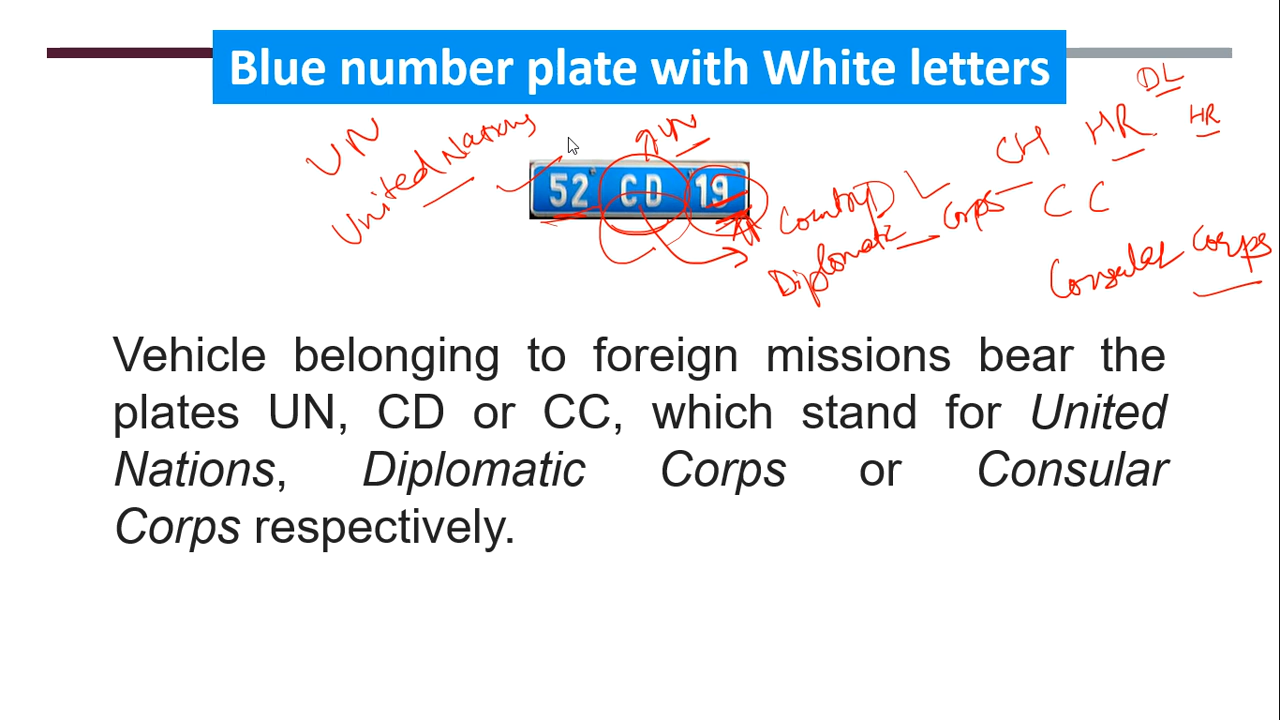 Blue number plate with White letters
DL
UN
United Nations
UN
CH HR HR
52 CD 19
Country
DL
CC
Diplomatic Corps
Consular Corps
Vehicle belonging to foreign missions bear the
plates UN, CD or CC, which stand for United
Nations, Diplomatic Corps or Consular
Corps respectively.